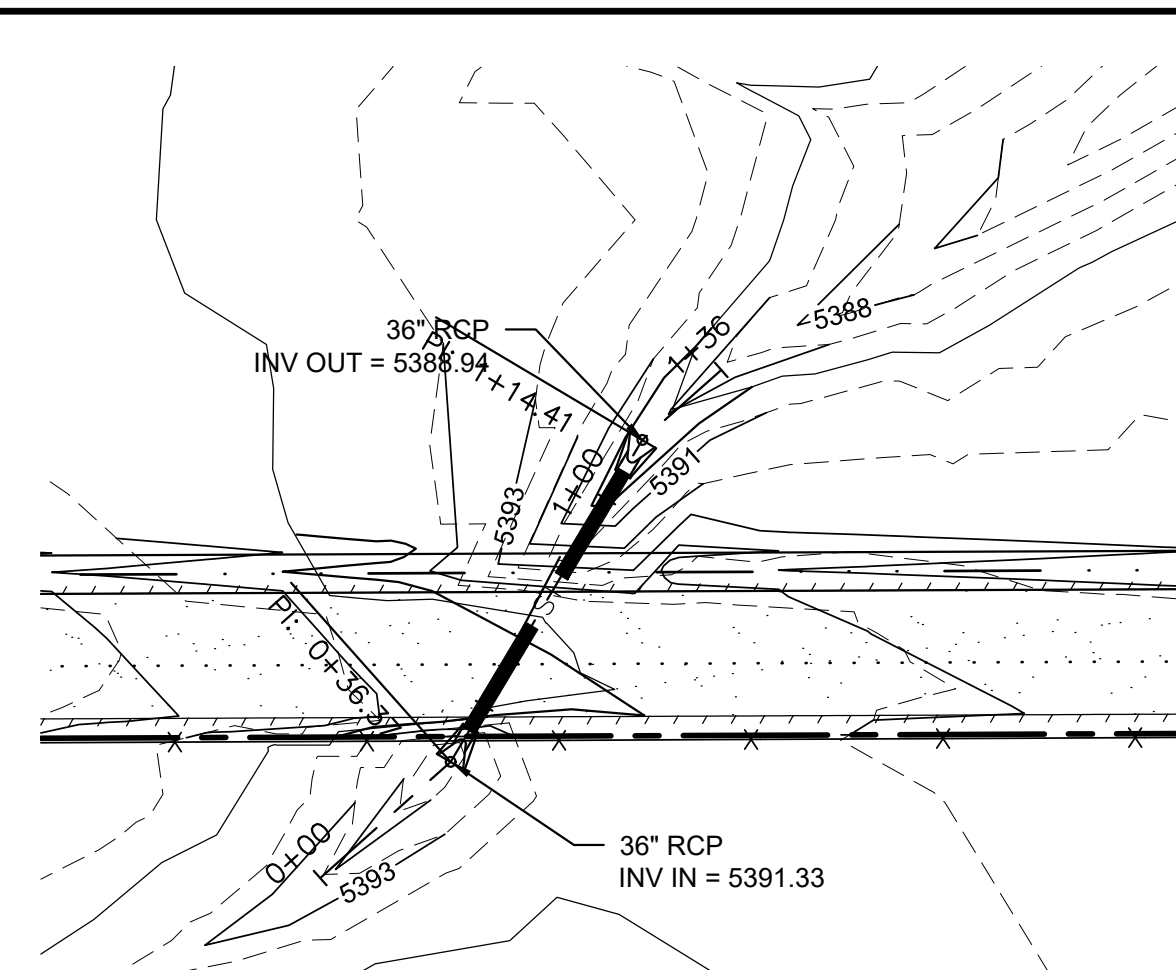 36" RCP
INV OUT = 5388.94
PI: 1+14.41
1+36
5388
1+00
5391
5393
S
PI: 0+36.37
0+00
5393
36" RCP
INV IN = 5391.33